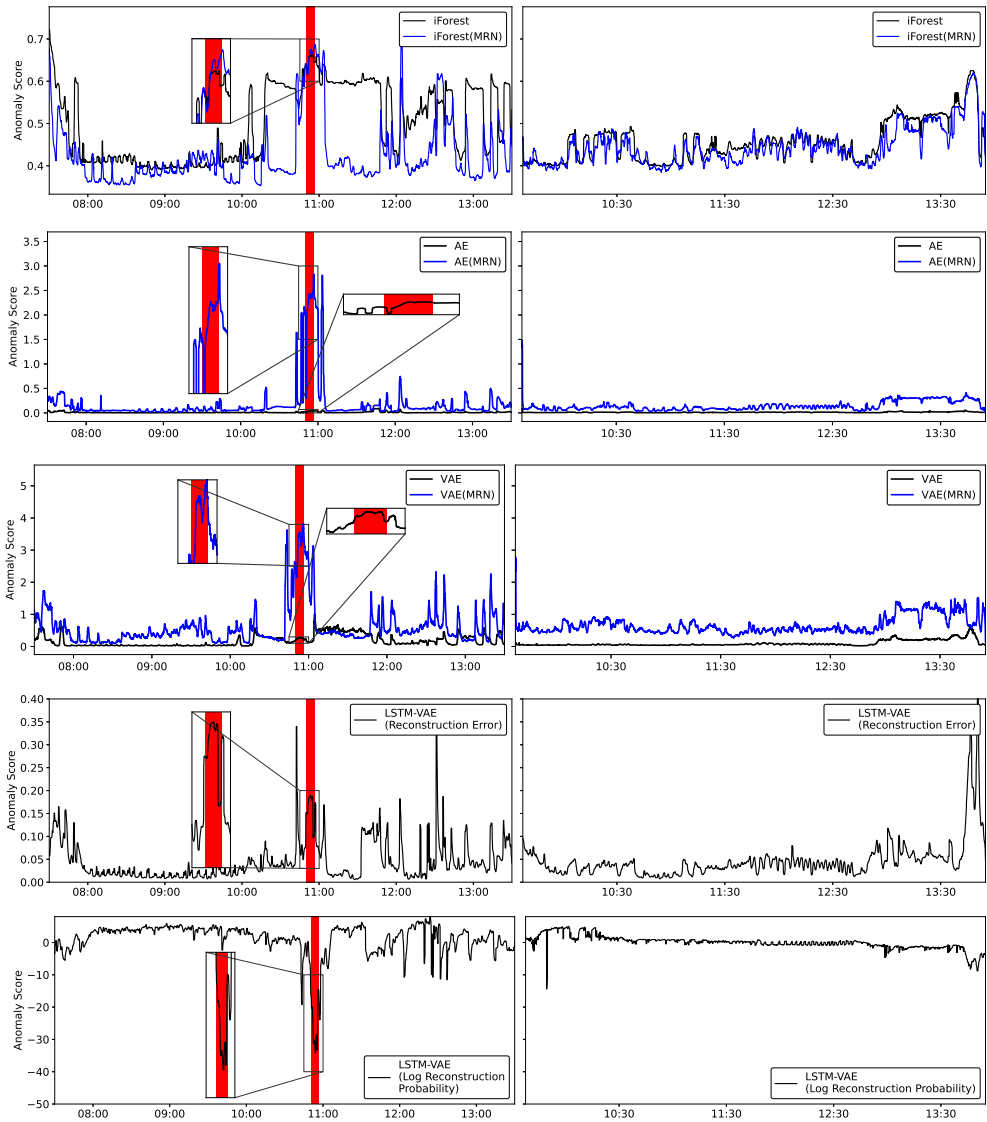 Anomaly Score
0.7
0.6
0.5
0.4
iForest
iForest(MRN)
08:00 09:00 10:00 11:00 12:00 13:00
iForest
iForest(MRN)
10:30 11:30 12:30 13:30
Anomaly Score
3.5
3.0
2.5
2.0
1.5
1.0
0.5
0.0
AE
AE(MRN)
08:00 09:00 10:00 11:00 12:00 13:00
AE
AE(MRN)
10:30 11:30 12:30 13:30
Anomaly Score
5
4
3
2
1
0
VAE
VAE(MRN)
08:00 09:00 10:00 11:00 12:00 13:00
VAE
VAE(MRN)
10:30 11:30 12:30 13:30
Anomaly Score
0.40
0.35
0.30
0.25
0.20
0.15
0.10
0.05
0.00
LSTM-VAE
(Reconstruction Error)
08:00 09:00 10:00 11:00 12:00 13:00
LSTM-VAE
(Reconstruction Error)
10:30 11:30 12:30 13:30
Anomaly Score
0
−10
−20
−30
−40
−50
LSTM-VAE
(Log Reconstruction
Probability)
08:00 09:00 10:00 11:00 12:00 13:00
LSTM-VAE
(Log Reconstruction Probability)
10:30 11:30 12:30 13:30